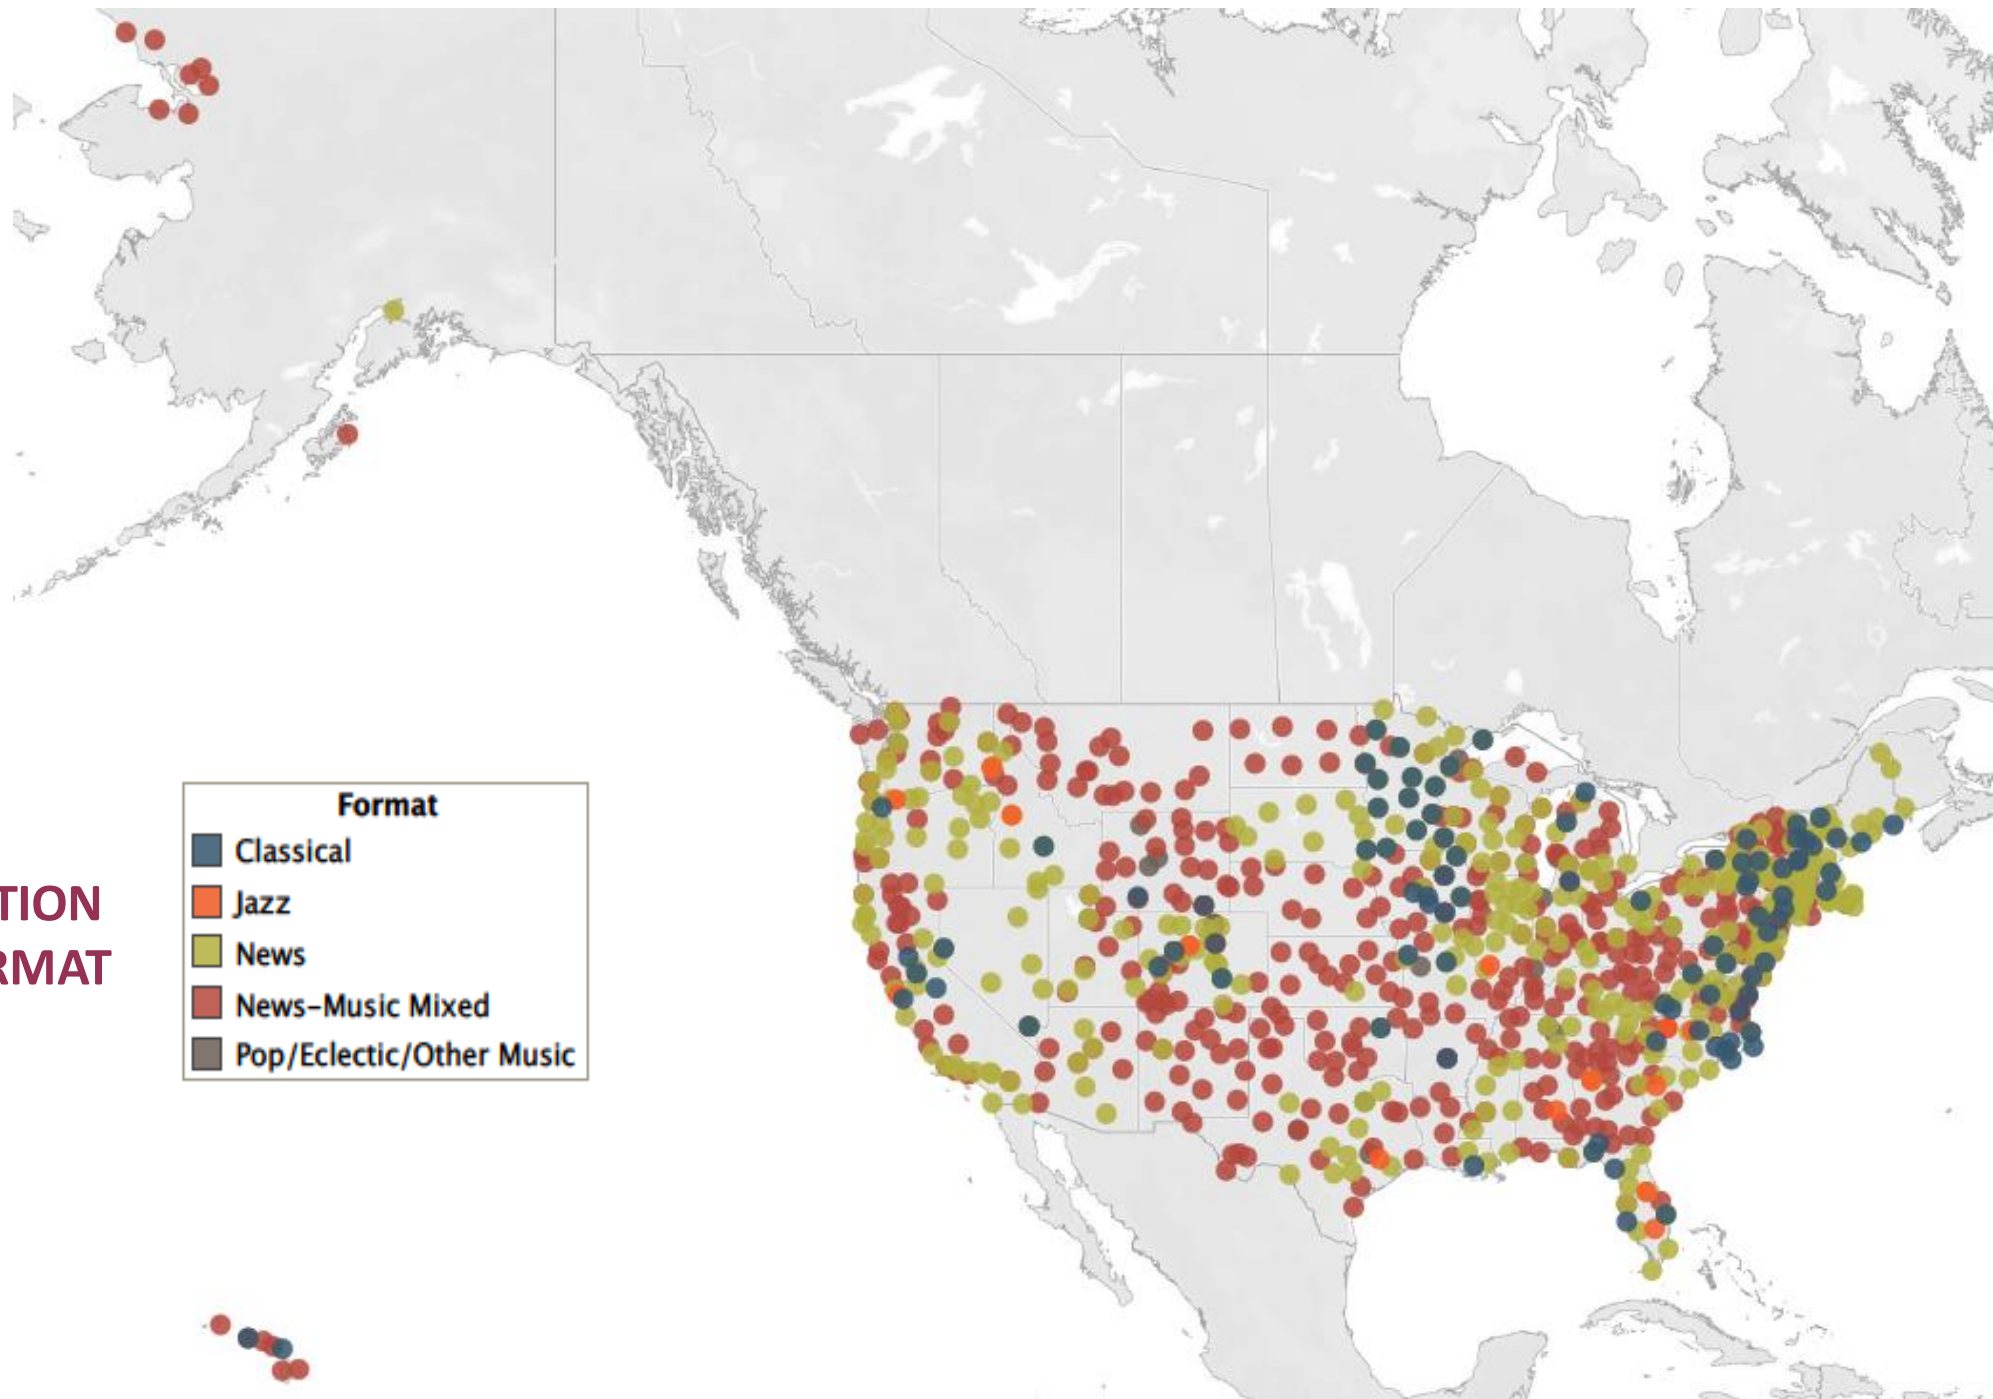 TION
RMAT
Format
Classical
Jazz
News
News-Music Mixed
Pop/Eclectic/Other Music